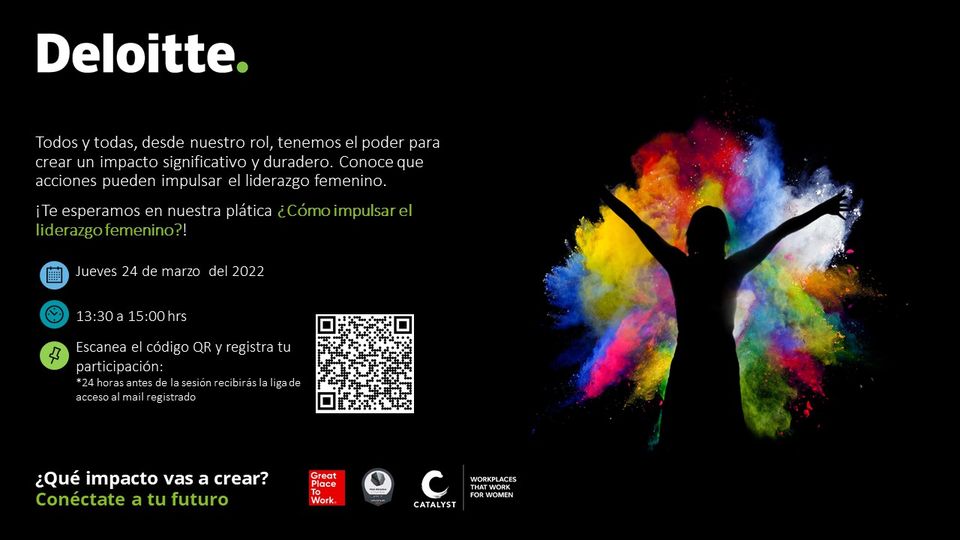 Deloitte.
Todos y todas, desde nuestro rol, tenemos el poder para
crear un impacto significativo y duradero. Conoce que
acciones pueden impulsar el liderazgo femenino.
¡Te esperamos en nuestra plática ¿Cómo impulsar el
liderazgo femenino?!
Jueves 24 de marzo del 2022
13:30 a 15:00 hrs
Escanea el código QR y registra tu
participación:
*24 horas antes de la sesión recibirás la liga de
acceso al mail registrado
¿Qué impacto vas a crear?
Conéctate a tu futuro
Great
Place
To
Work.
CATALYST
WORKPLACES
THAT WORK
FOR WOMEN